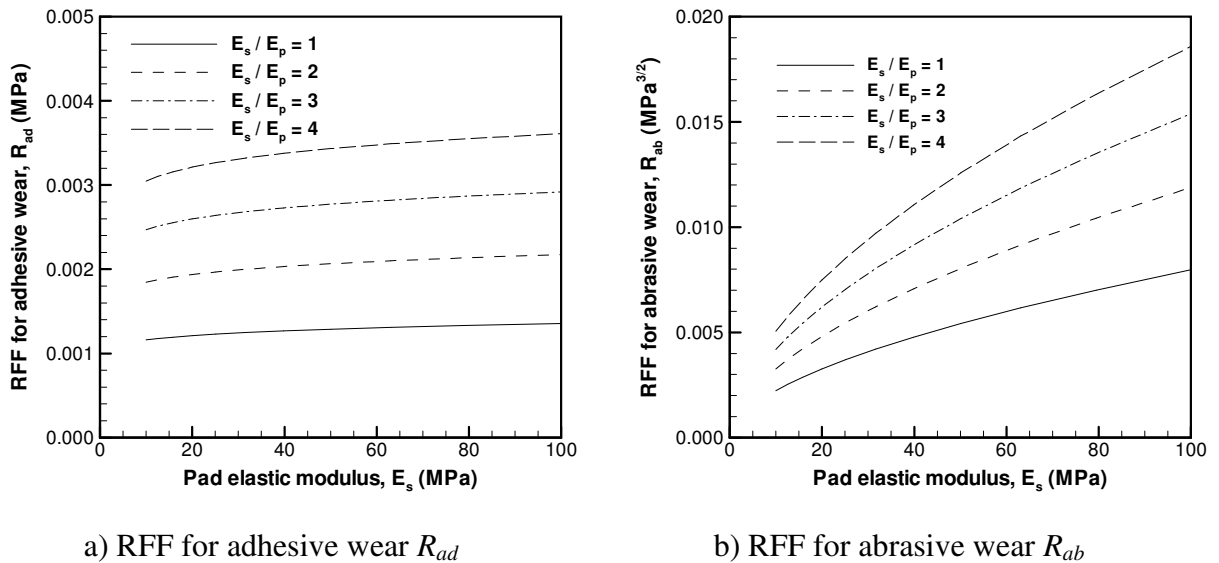 0.005
0.004
0.003
0.002
0.001
0.000
RFF for adhesive wear, R_ad (MPa)
E_s / E_p = 1
E_s / E_p = 2
E_s / E_p = 3
E_s / E_p = 4
0 20 40 60 80 100
Pad elastic modulus, E_s (MPa)
a) RFF for adhesive wear R_ad
0.020
0.015
0.010
0.005
0.000
RFF for abrasive wear, R_ab (MPa^3/2)
E_s / E_p = 1
E_s / E_p = 2
E_s / E_p = 3
E_s / E_p = 4
0 20 40 60 80 100
Pad elastic modulus, E_s (MPa)
b) RFF for abrasive wear R_ab